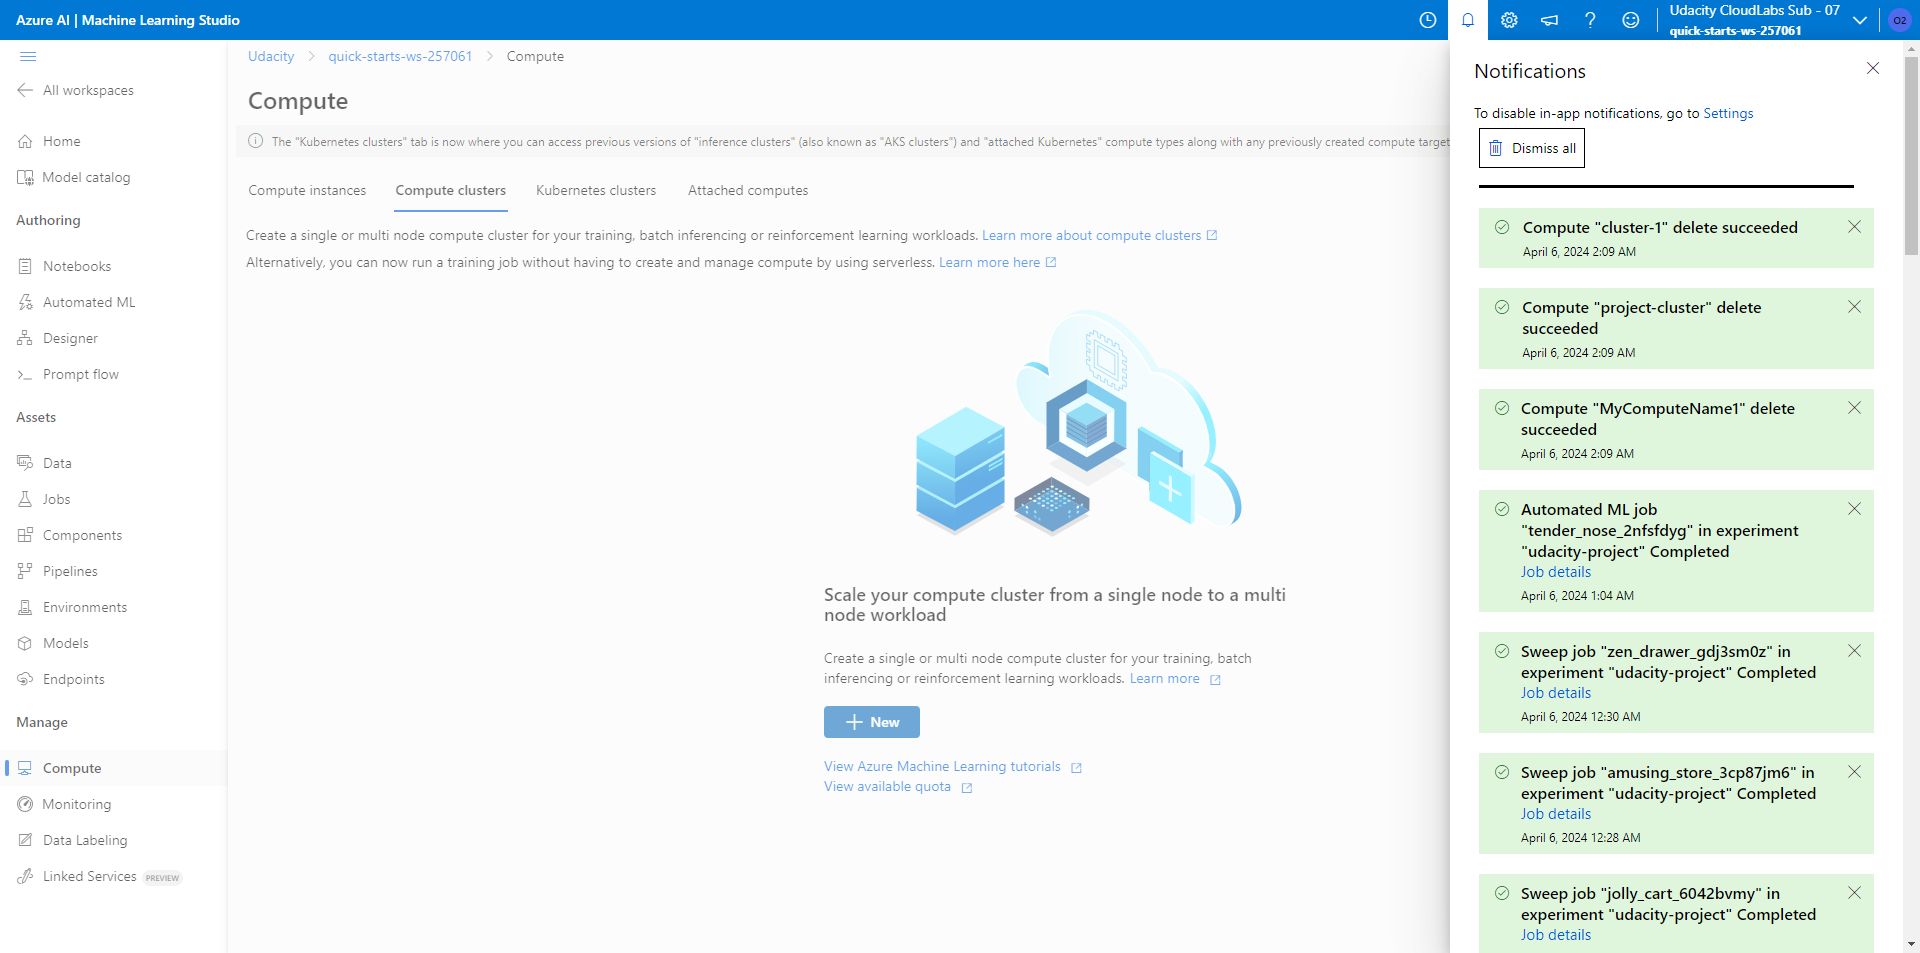 Azure AI | Machine Learning Studio
Udacity CloudLabs Sub - 07
quick-starts-ws-257061
O2
All workspaces
Home
Model catalog
Authoring
Notebooks
Automated ML
Designer
Prompt flow
Assets
Data
Jobs
Components
Pipelines
Environments
Models
Endpoints
Manage
Compute
Monitoring
Data Labeling
Linked Services PREVIEW
Udacity > quick-starts-ws-257061 > Compute
Compute
The "Kubernetes clusters" tab is now where you can access previous versions of "inference clusters" (also known as "AKS clusters") and "attached Kubernetes" compute types along with any previously created compute target
Compute instances
Compute clusters
Kubernetes clusters
Attached computes
Create a single or multi node compute cluster for your training, batch inferencing or reinforcement learning workloads. Learn more about compute clusters
Alternatively, you can now run a training job without having to create and manage compute by using serverless. Learn more here
Scale your compute cluster from a single node to a multi
node workload
Create a single or multi node compute cluster for your training, batch
inferencing or reinforcement learning workloads. Learn more
New
View Azure Machine Learning tutorials
View available quota
Notifications
To disable in-app notifications, go to Settings
Dismiss all
Compute "cluster-1" delete succeeded
April 6, 2024 2:09 AM
Compute "project-cluster" delete
succeeded
April 6, 2024 2:09 AM
Compute "MyComputeName1" delete
succeeded
April 6, 2024 2:09 AM
Automated ML job
"tender_nose_2nfsfdyg" in experiment
"udacity-project" Completed
Job details
April 6, 2024 1:04 AM
Sweep job "zen_drawer_gdj3sm0z" in
experiment "udacity-project" Completed
Job details
April 6, 2024 12:30 AM
Sweep job "amusing_store_3cp87jm6" in
experiment "udacity-project" Completed
Job details
April 6, 2024 12:28 AM
Sweep job "jolly_cart_6042bvmy" in
experiment "udacity-project" Completed
Job details